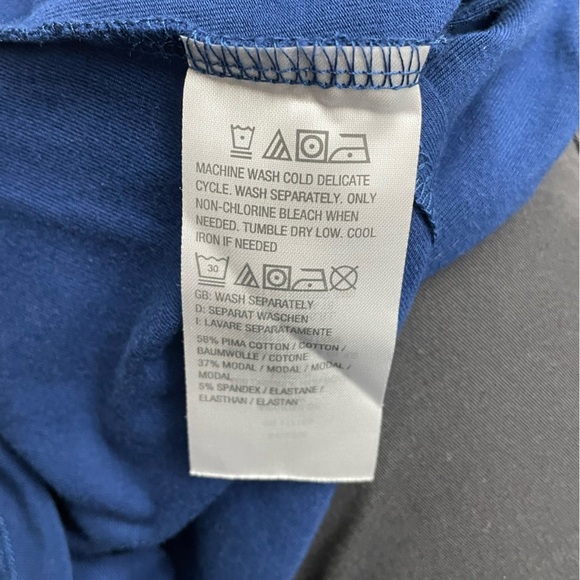 MACHINE WASH COLD DELICATE
CYCLE. WASH SEPARATELY. ONLY
NON-CHLORINE BLEACH WHEN
NEEDED. TUMBLE DRY LOW. COOL
IRON IF NEEDED
30
GB: WASH SEPARATELY
D: SEPARAT WASCHEN
I: LAVARE SEPARATAMENTE
58% PIMA COTTON / COTTON /
BAUMWOLLE / COTONE
37% MODAL / MODAL / MODAL /
MODAL
5% SPANDEX / ELASTANE /
ELASTHAN / ELASTAN